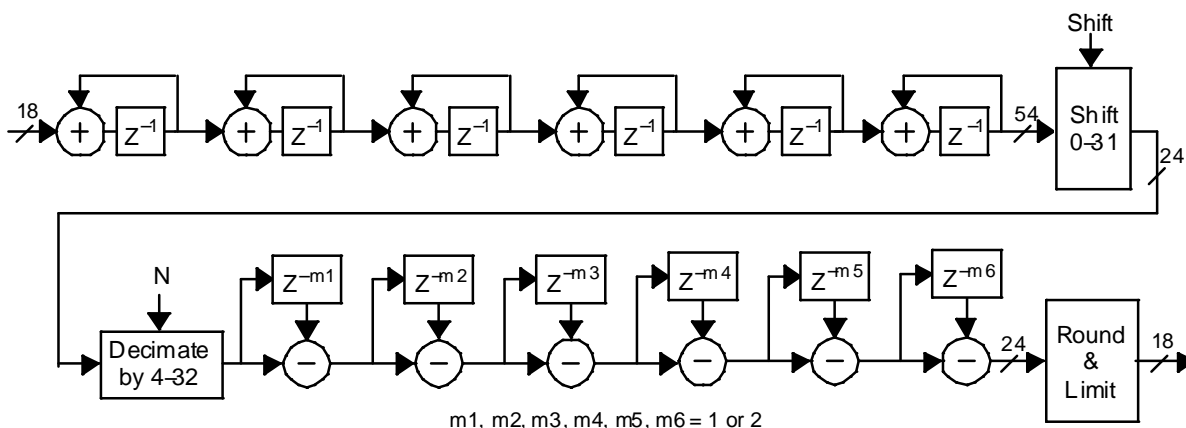 Shift
18
+ z⁻¹ + z⁻¹ + z⁻¹ + z⁻¹ + z⁻¹ + z⁻¹
54
Shift
0–31
24
N
Decimate
by 4–32
z⁻ᵐ¹ z⁻ᵐ² z⁻ᵐ³ z⁻ᵐ⁴ z⁻ᵐ⁵ z⁻ᵐ⁶
– – – – – –
24
Round
&
Limit
18
m1, m2, m3, m4, m5, m6 = 1 or 2